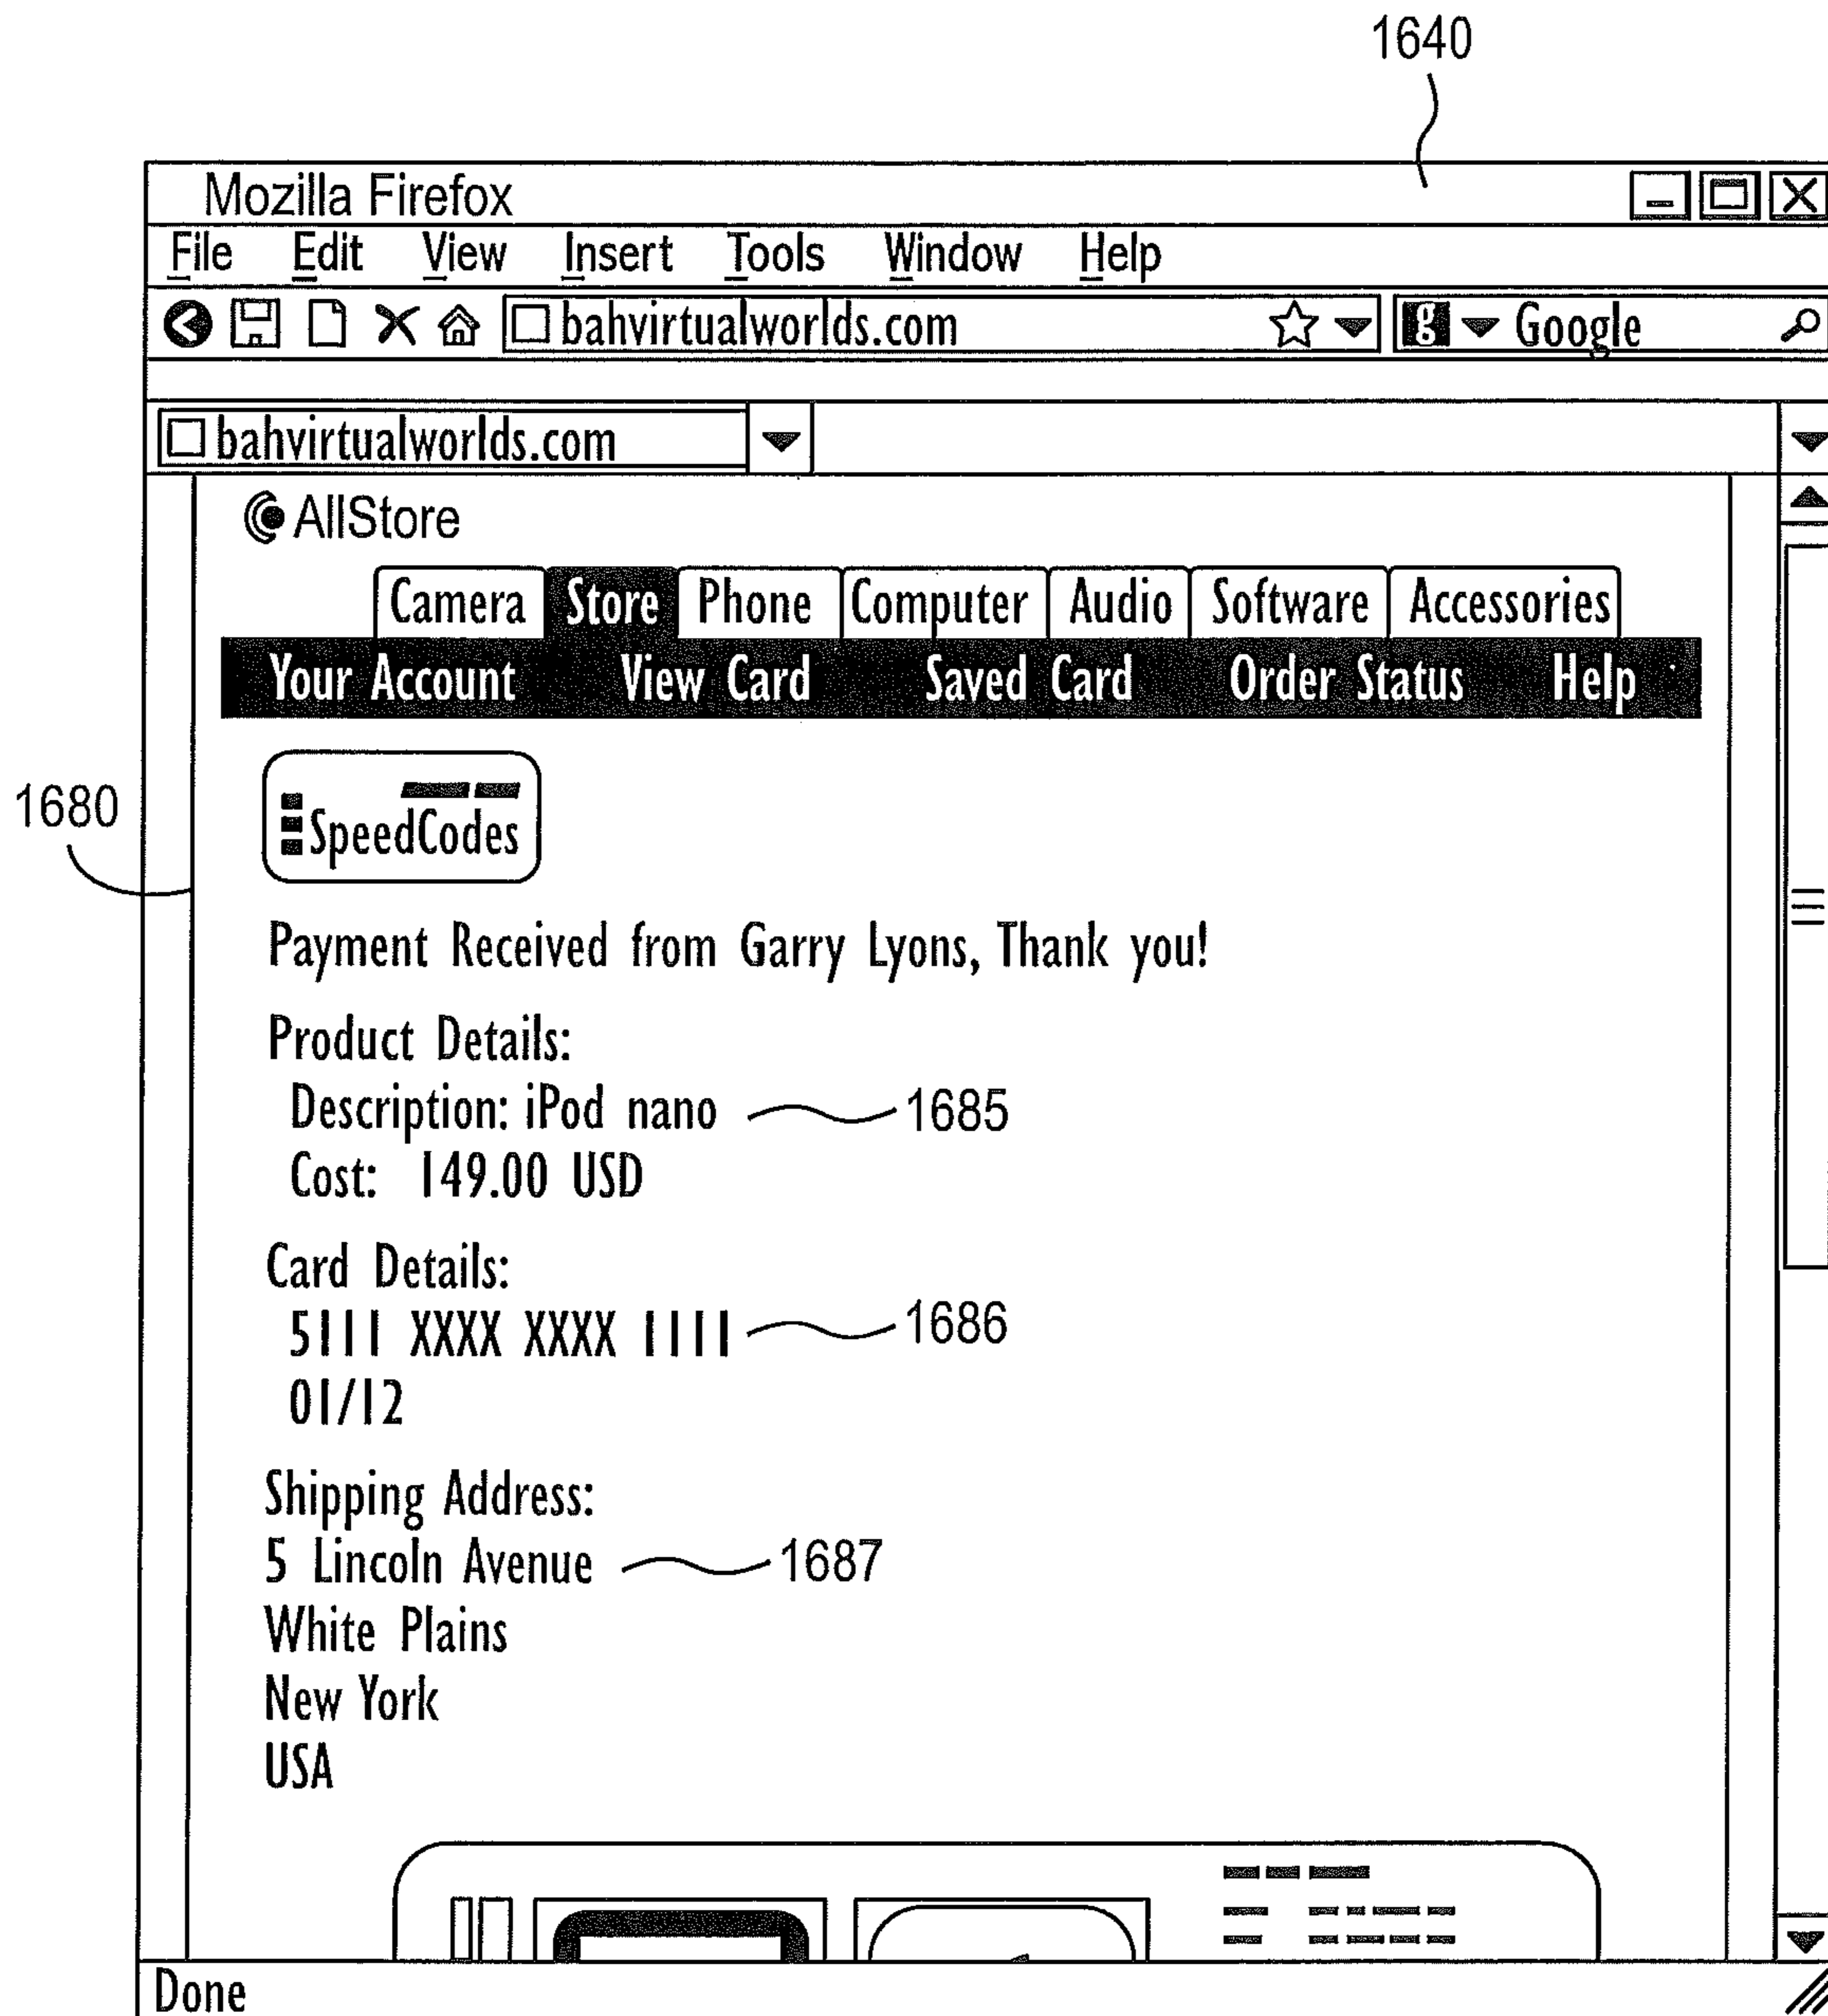 1640
Mozilla Firefox
File Edit View Insert Tools Window Help
bahvirtualworlds.com g Google
bahvirtualworlds.com
AllStore
Camera Store Phone Computer Audio Software Accessories
Your Account View Card Saved Card Order Status Help
1680
SpeedCodes
Payment Received from Garry Lyons, Thank you!
Product Details:
Description: iPod nano 1685
Cost: 149.00 USD
Card Details:
5111 XXXX XXXX 1111 1686
01/12
Shipping Address:
5 Lincoln Avenue 1687
White Plains
New York
USA
Done